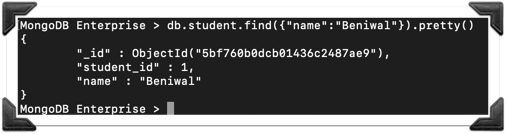 MongoDB Enterprise > db.student.find({"name":"Beniwal"}).pretty()
{
        "_id" : ObjectId("5bf760b0dcb01436c2487ae9"),
        "student_id" : 1,
        "name" : "Beniwal"
}
MongoDB Enterprise >